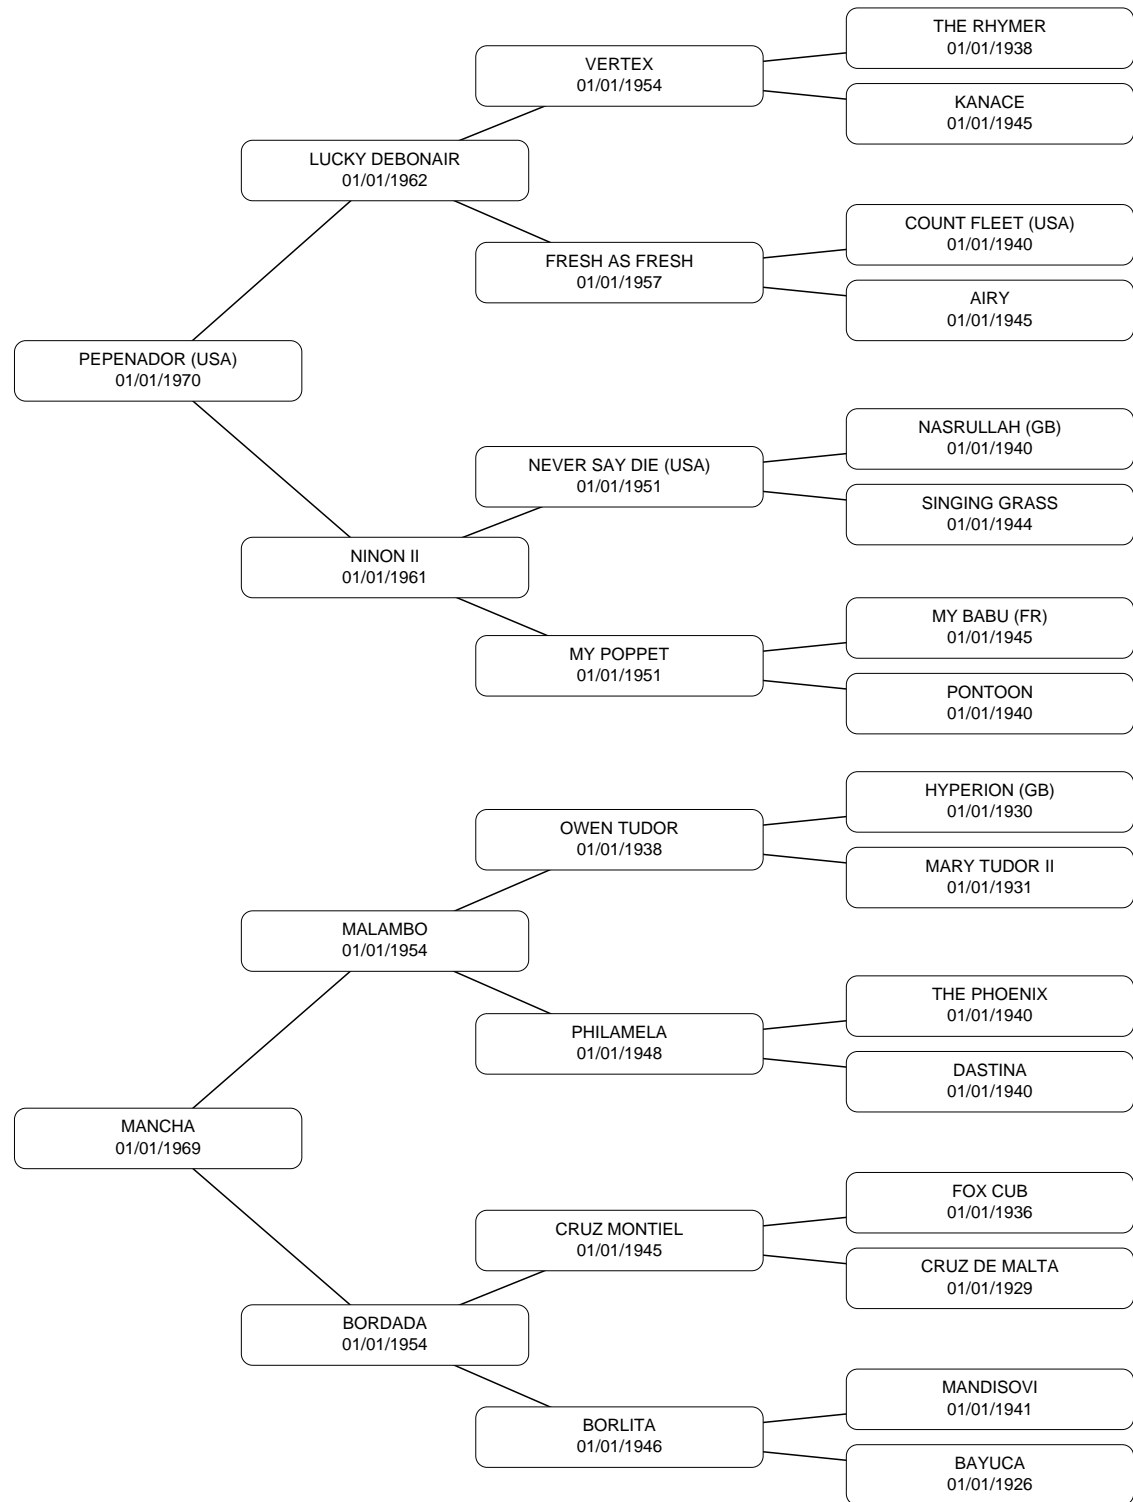 THE RHYMER
01/01/1938
VERTEX
01/01/1954
KANACE
01/01/1945
LUCKY DEBONAIR
01/01/1962
COUNT FLEET (USA)
01/01/1940
FRESH AS FRESH
01/01/1957
AIRY
01/01/1945
PEPENADOR (USA)
01/01/1970
NASRULLAH (GB)
01/01/1940
NEVER SAY DIE (USA)
01/01/1951
SINGING GRASS
01/01/1944
NINON II
01/01/1961
MY BABU (FR)
01/01/1945
MY POPPET
01/01/1951
PONTOON
01/01/1940
HYPERION (GB)
01/01/1930
OWEN TUDOR
01/01/1938
MARY TUDOR II
01/01/1931
MALAMBO
01/01/1954
THE PHOENIX
01/01/1940
PHILAMELA
01/01/1948
DASTINA
01/01/1940
MANCHA
01/01/1969
FOX CUB
01/01/1936
CRUZ MONTIEL
01/01/1945
CRUZ DE MALTA
01/01/1929
BORDADA
01/01/1954
MANDISOVI
01/01/1941
BORLITA
01/01/1946
BAYUCA
01/01/1926